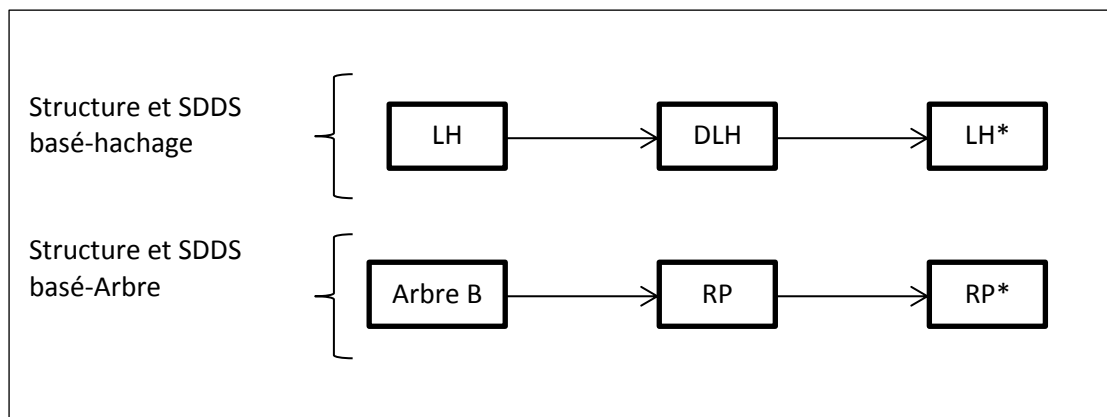 Structure et SDDS
basé-hachage
LH
DLH
LH*
Structure et SDDS
basé-Arbre
Arbre B
RP
RP*